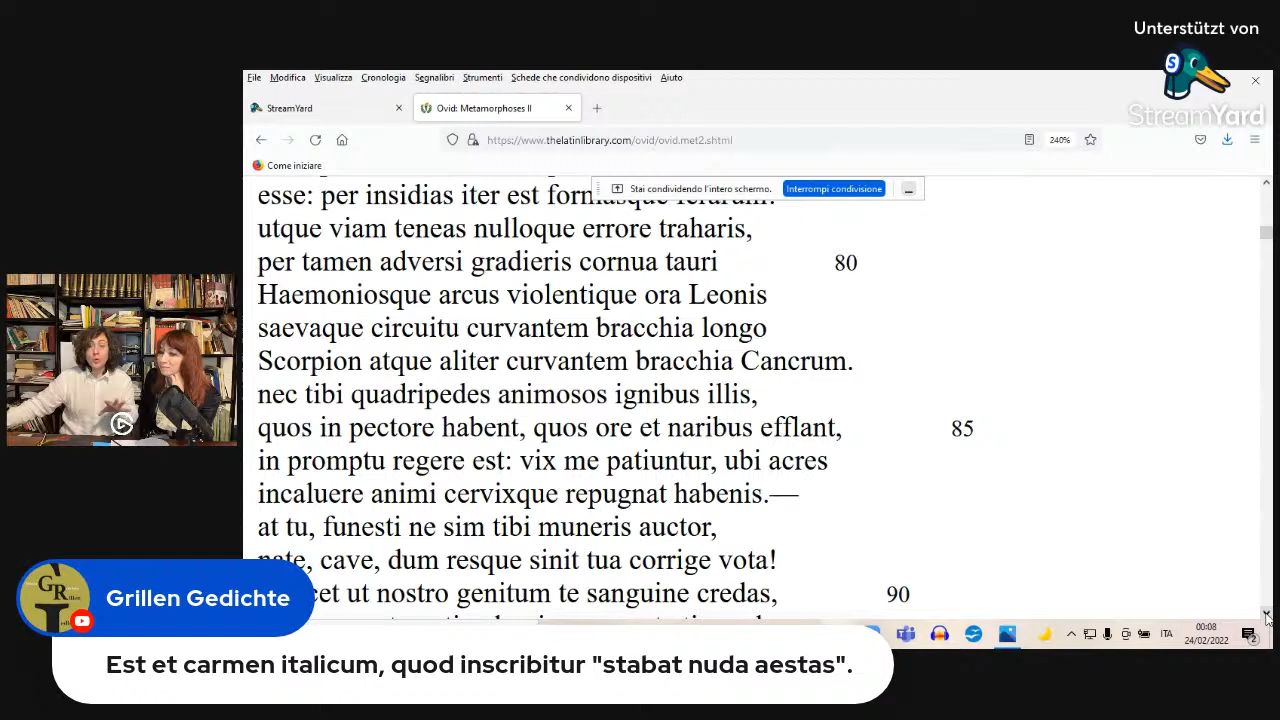 Unterstützt von
StreamYard
File Modifica Visualizza Cronologia Segnalibri Strumenti Schede che condividono dispositivi Aiuto
StreamYard
Ovid: Metamorphoses II
https://www.thelatinlibrary.com/ovid/ovid.met2.shtml
240%
Come iniziare
Stai condividendo l'intero schermo. Interrompi condivisione
esse: per insidias iter est formasque ferarum!
utque viam teneas nulloque errore traharis,
per tamen adversi gradieris cornua tauri 80
Haemoniosque arcus violentique ora Leonis
saevaque circuitu curvantem bracchia longo
Scorpion atque aliter curvantem bracchia Cancrum.
nec tibi quadripedes animosos ignibus illis,
quos in pectore habent, quos ore et naribus efflant, 85
in promptu regere est: vix me patiuntur, ubi acres
incaluere animi cervixque repugnat habenis.—
at tu, funesti ne sim tibi muneris auctor,
nate, cave, dum resque sinit tua corrige vota!
cet ut nostro genitum te sanguine credas, 90
GR
Grillen Gedichte
Est et carmen italicum, quod inscribitur "stabat nuda aestas".
ITA
00:08
24/02/2022
2